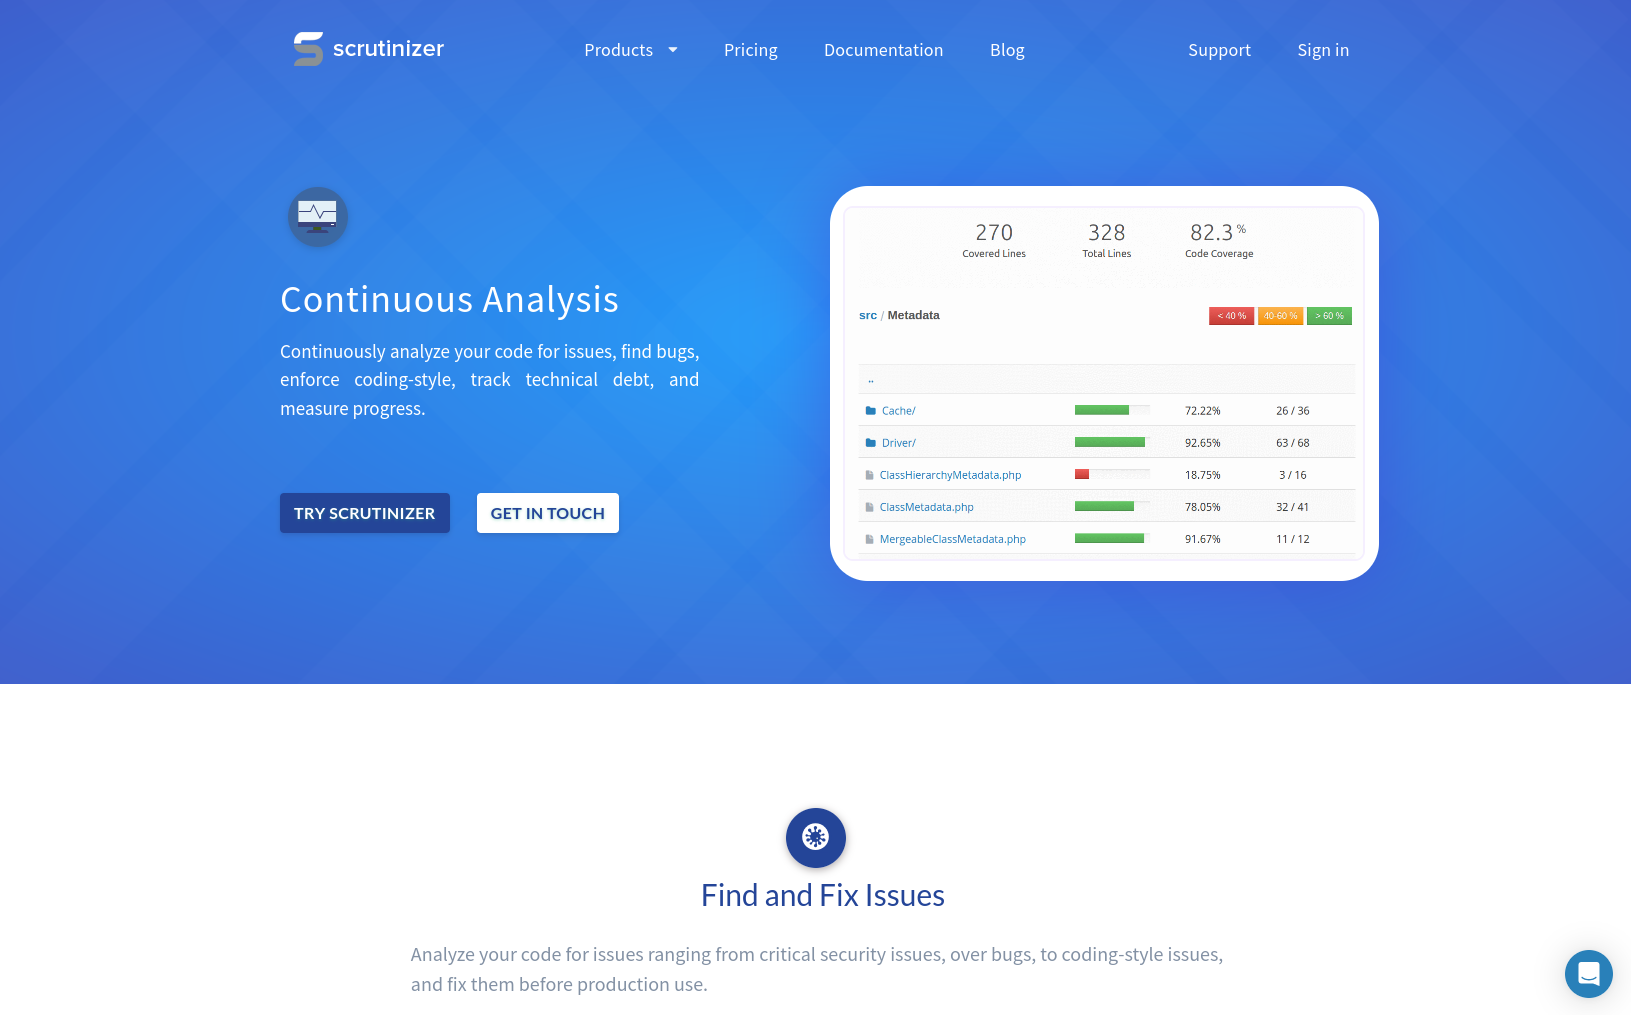 scrutinizer
Products
Pricing
Documentation
Blog
Support
Sign in
Continuous Analysis
Continuously analyze your code for issues, find bugs,
enforce coding-style, track technical debt, and
measure progress.
TRY SCRUTINIZER
GET IN TOUCH
270 328 82.3 %
Covered Lines Total Lines Code Coverage
src / Metadata < 40 % 40-60 % > 60 %
..
Cache/ 72.22% 26 / 36
Driver/ 92.65% 63 / 68
ClassHierarchyMetadata.php 18.75% 3 / 16
ClassMetadata.php 78.05% 32 / 41
MergeableClassMetadata.php 91.67% 11 / 12
Find and Fix Issues
Analyze your code for issues ranging from critical security issues, over bugs, to coding-style issues,
and fix them before production use.